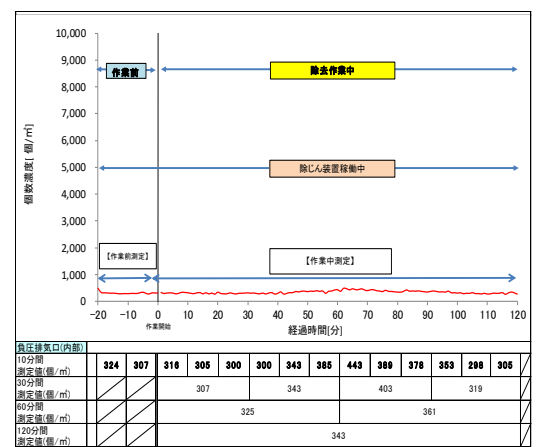 10,000
9,000
8,000
7,000
6,000
5,000
4,000
3,000
2,000
1,000
0
個数濃度[ 個/㎥]
作業前
除去作業中
除じん装置稼働中
【作業前測定】
【作業中測定】
-20 -10 0 10 20 30 40 50 60 70 80 90 100 110 120
作業開始
経過時間[分]
負圧排気口(内部)
10分間
測定値(個/㎥) 324 307 316 305 300 300 343 385 443 389 378 353 298 305
30分間
測定値(個/㎥) 307 343 403 319
60分間
測定値(個/㎥) 325 361
120分間
測定値(個/㎥) 343